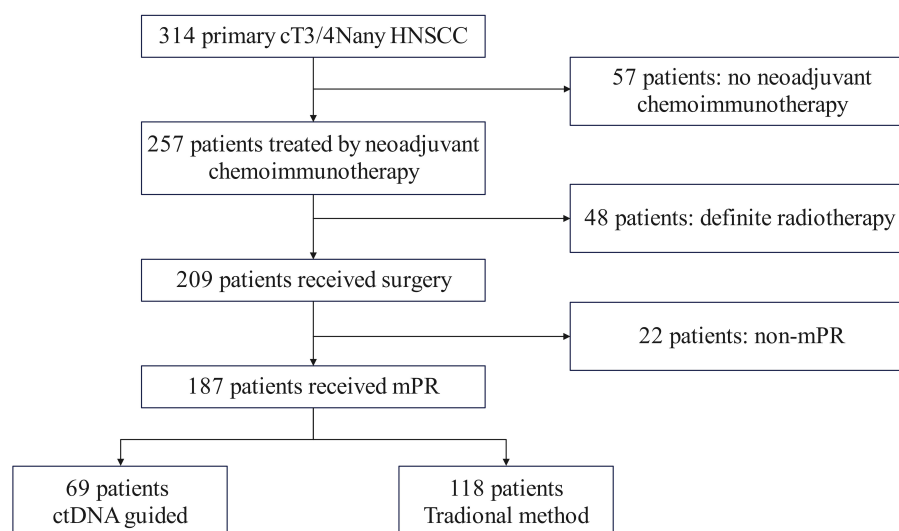 314 primary cT3/4Nany HNSCC
57 patients: no neoadjuvant
chemoimmunotherapy
257 patients treated by neoadjuvant
chemoimmunotherapy
48 patients: definite radiotherapy
209 patients received surgery
22 patients: non-mPR
187 patients received mPR
69 patients
ctDNA guided
118 patients
Tradional method